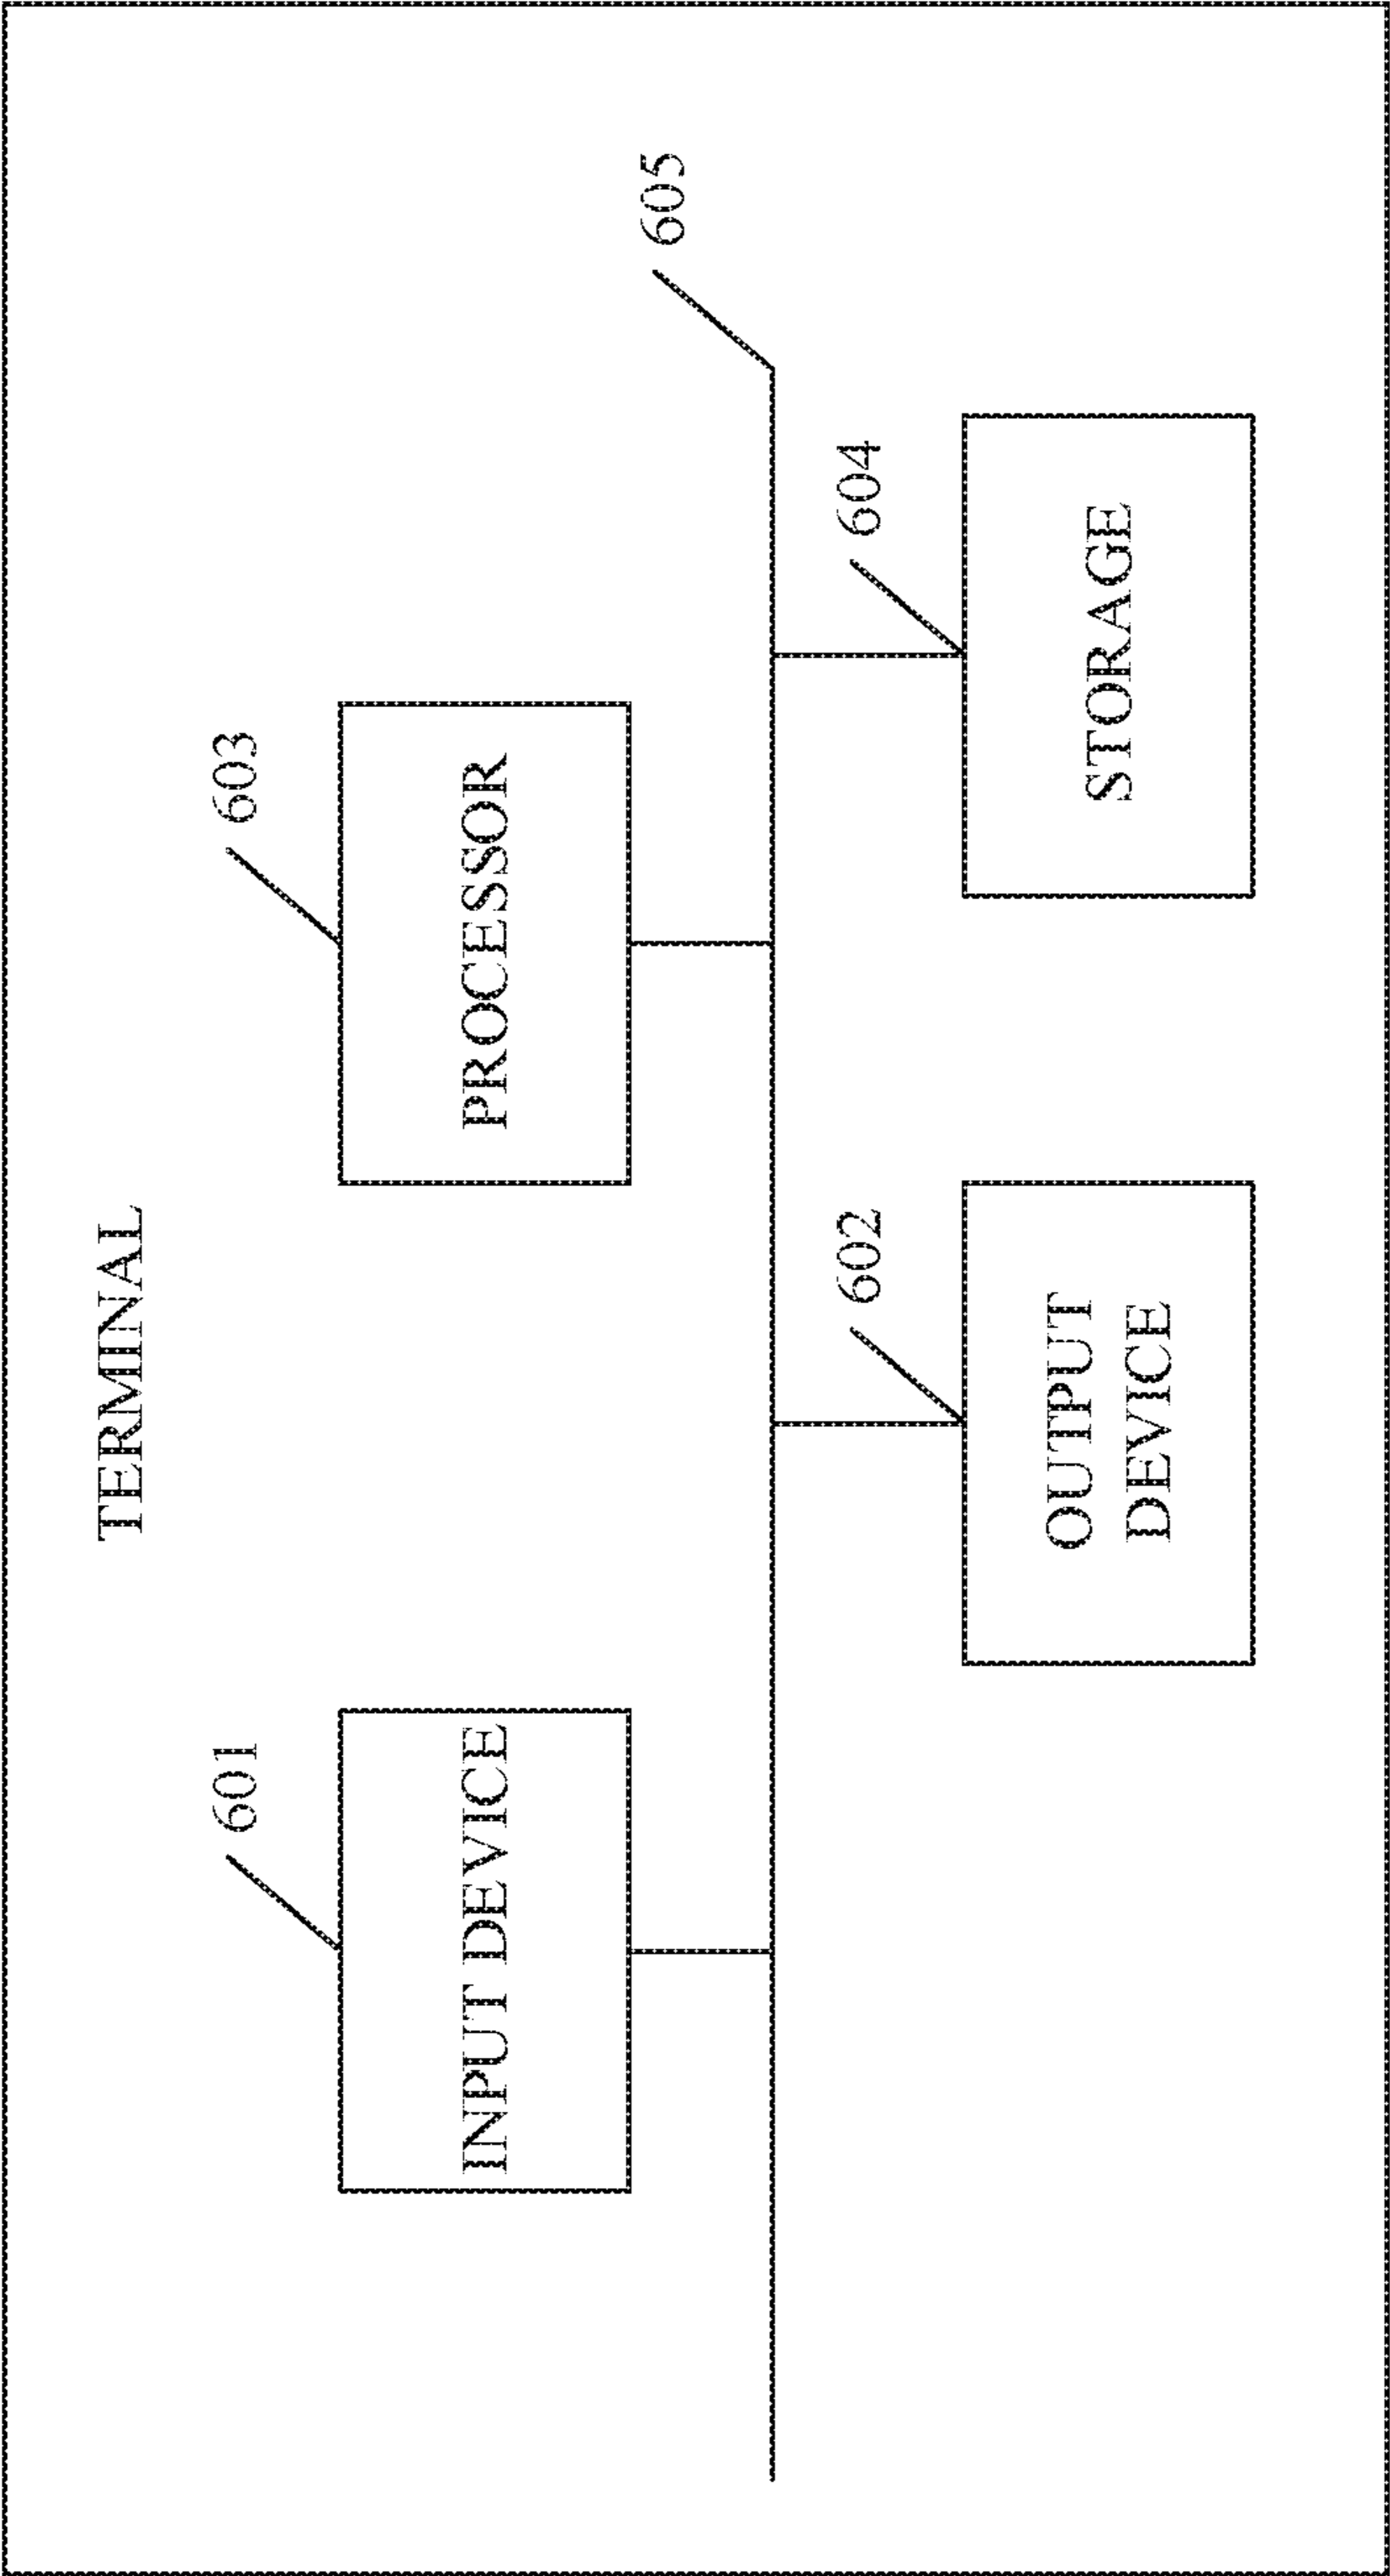 TERMINAL
601
603
INPUT DEVICE
PROCESSOR
605
602
604
OUTPUT
DEVICE
STORAGE